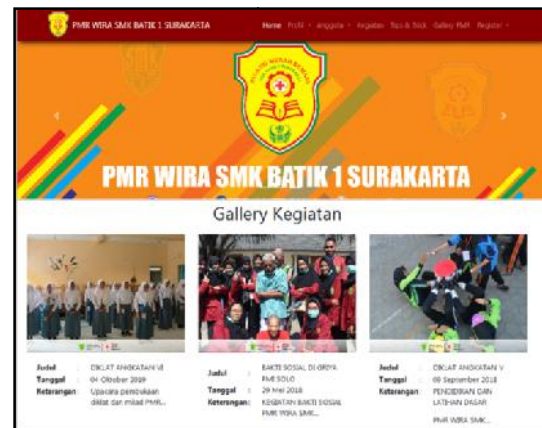 PMR WIRA SMK BATIK 1 SURAKARTA
Home Profil Anggota Kegiatan Tips & Trick Gallery PMR Register
PALANG MERAH REMAJA
PMR WIRA SMK BATIK 1 SURAKARTA
Gallery Kegiatan
Judul : DIKLAT ANGKATAN VI
Tanggal : 04 Oktober 2019
Keterangan : Upacara pembukaan
diklat dan milad PMR...
Judul : BAKTI SOSIAL DI GRIYA
PMI SOLO
Tanggal : 29 Mei 2018
Keterangan : KEGIATAN BAKTI SOSIAL
PMR WIRA SMK...
Judul : DIKLAT ANGKATAN V
Tanggal : 09 September 2018
Keterangan : PENDIDIKAN DAN
LATIHAN DASAR
PMR WIRA SMK...